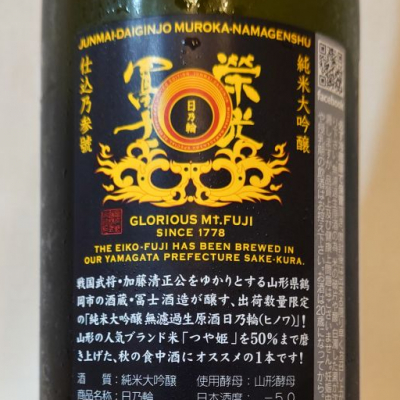 JUNMAI-DAIGINJO MUROKA-NAMAGENSHU
純米大吟醸
榮光
冨士
仕込乃参號
日乃輪
GLORIOUS MT.FUJI
SINCE 1778
THE EIKO-FUJI HAS BEEN BREWED IN
OUR YAMAGATA PREFECTURE SAKE-KURA.
戦国武将・加藤清正公をゆかりとする山形県鶴
岡市の酒蔵・冨士酒造が醸す、出荷数量限定
の「純米大吟醸 無濾過生原酒 日乃輪(ヒノワ)」!
山形の人気ブランド米「つや姫」を50%まで磨
き上げた、秋の食中酒にオススメの1本です!
酒 質:純米大吟醸 使用酵母:山形酵母
商品名:日乃輪 日本酒度:-5.0
facebook